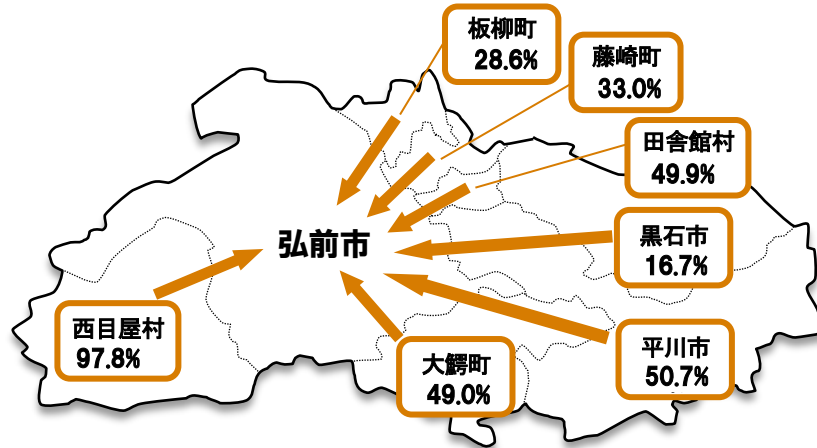 板柳町
28.6%
藤崎町
33.0%
田舎館村
49.9%
弘前市
黒石市
16.7%
西目屋村
97.8%
大鰐町
49.0%
平川市
50.7%